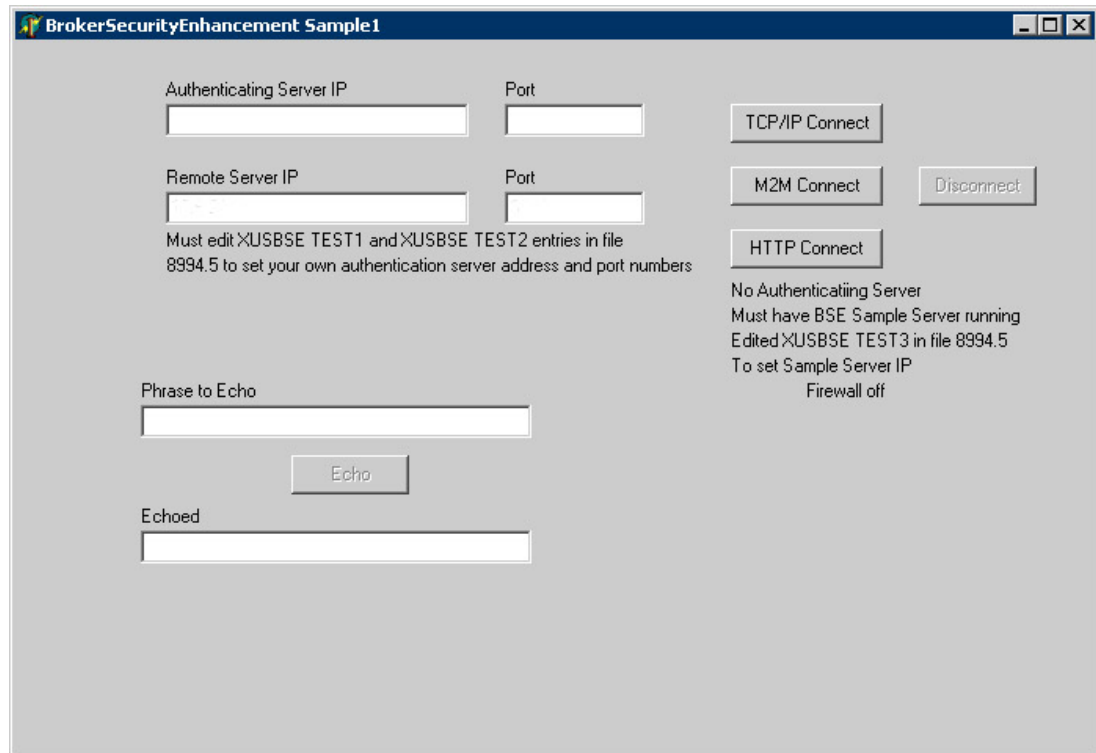 BrokerSecurityEnhancement Sample1
Authenticating Server IP
Port
TCP/IP Connect
Remote Server IP
Port
M2M Connect
Disconnect
Must edit XUSBSE TEST1 and XUSBSE TEST2 entries in file
8994.5 to set your own authentication server address and port numbers
HTTP Connect
No Authenticatiing Server
Must have BSE Sample Server running
Edited XUSBSE TEST3 in file 8994.5
To set Sample Server IP
Firewall off
Phrase to Echo
Echo
Echoed